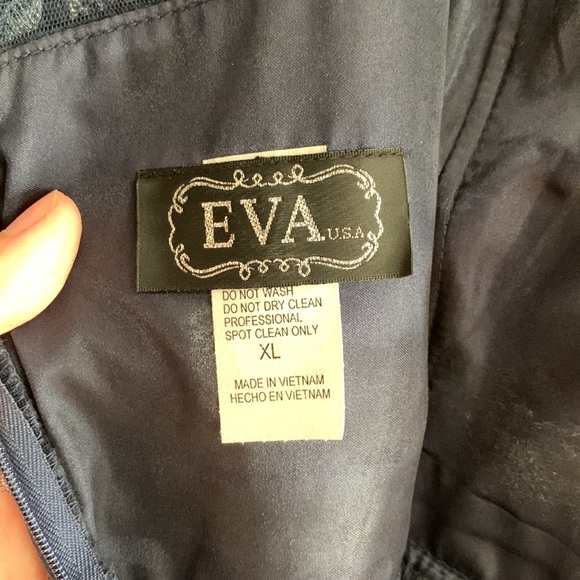 EVA U.S.A
DO NOT WASH
DO NOT DRY CLEAN
PROFESSIONAL
SPOT CLEAN ONLY
XL
MADE IN VIETNAM
HECHO EN VIETNAM